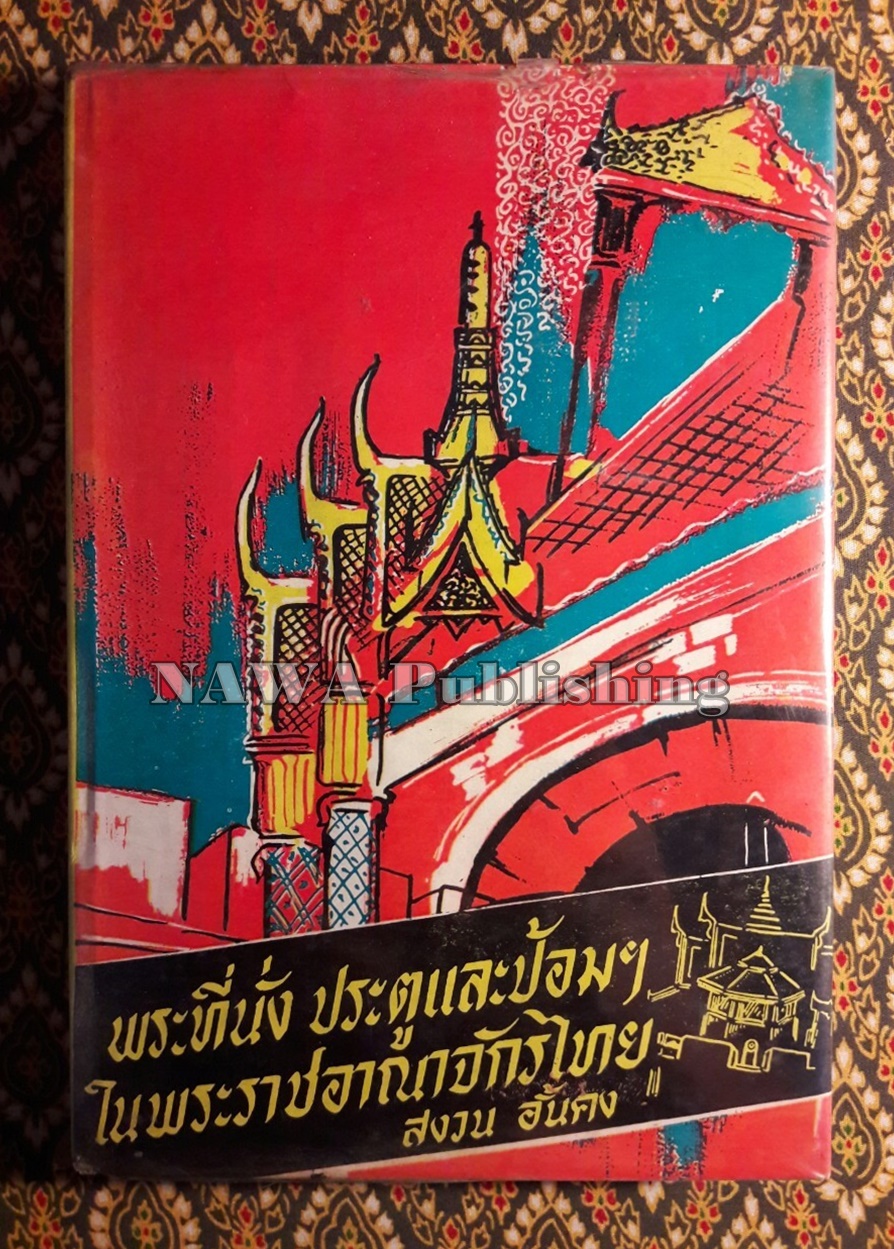 NAWA Publishing
พระที่นั่ง ประตูและป้อมฯ
ในพระราชอาณาจักรไทย
สงวน อั้นคง